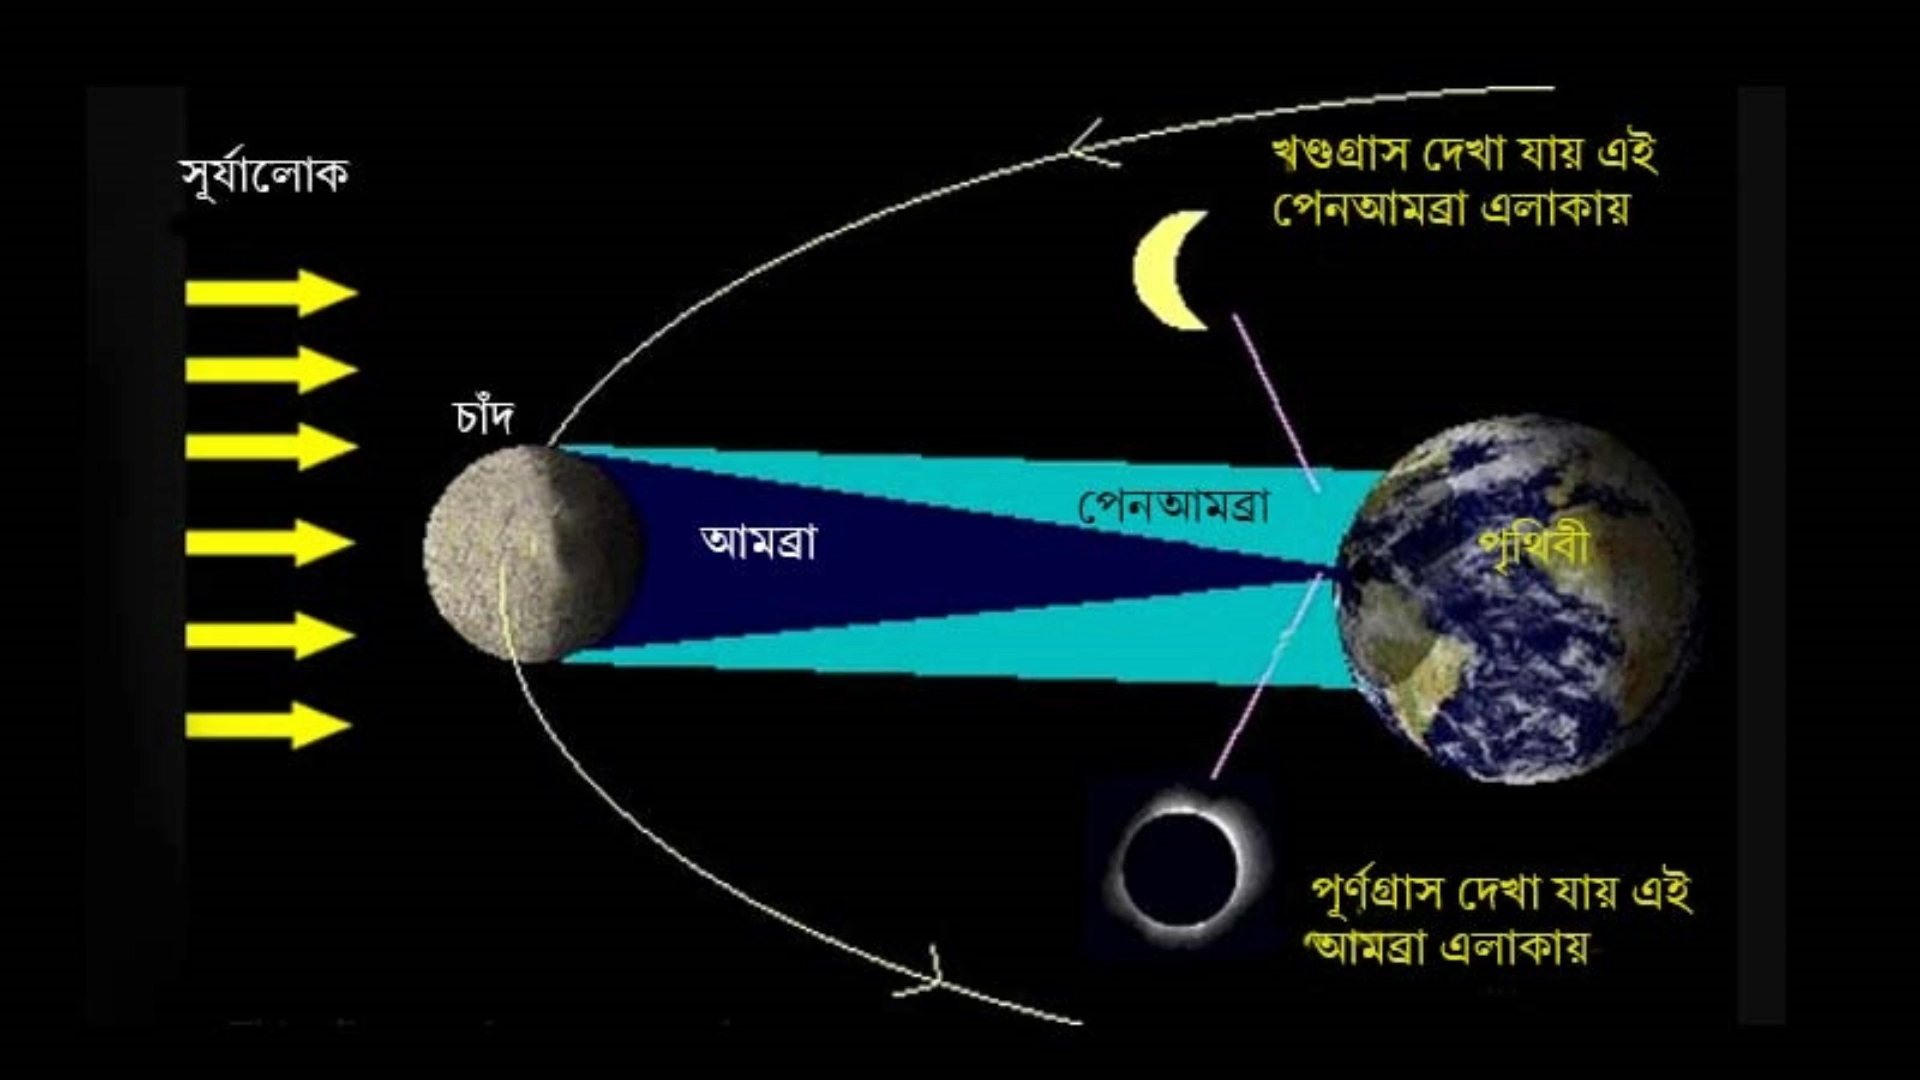 সূর্যালোক
খণ্ডগ্রাস দেখা যায় এই
পেনআমব্রা এলাকায়
চাঁদ
পেনআমব্রা
আমব্রা
পৃথিবী
পূর্ণগ্রাস দেখা যায় এই
আমব্রা এলাকায়